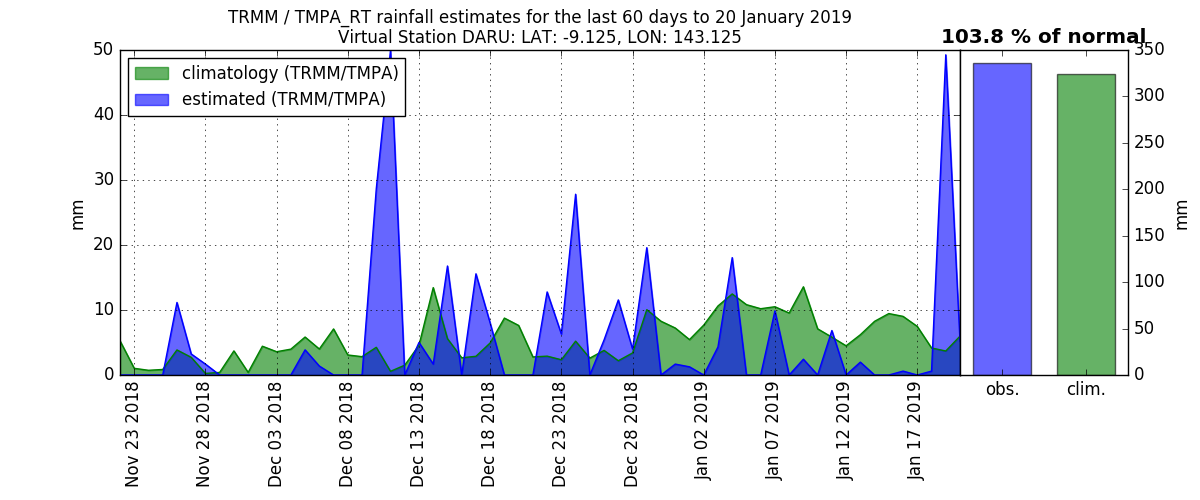 TRMM / TMPA_RT rainfall estimates for the last 60 days to 20 January 2019
Virtual Station DARU: LAT: -9.125, LON: 143.125
103.8 % of normal
climatology (TRMM/TMPA)
estimated (TRMM/TMPA)
50
40
30
20
10
0
mm
Nov 23 2018
Nov 28 2018
Dec 03 2018
Dec 08 2018
Dec 13 2018
Dec 18 2018
Dec 23 2018
Dec 28 2018
Jan 02 2019
Jan 07 2019
Jan 12 2019
Jan 17 2019
obs.
clim.
350
300
250
200
150
100
50
0
mm